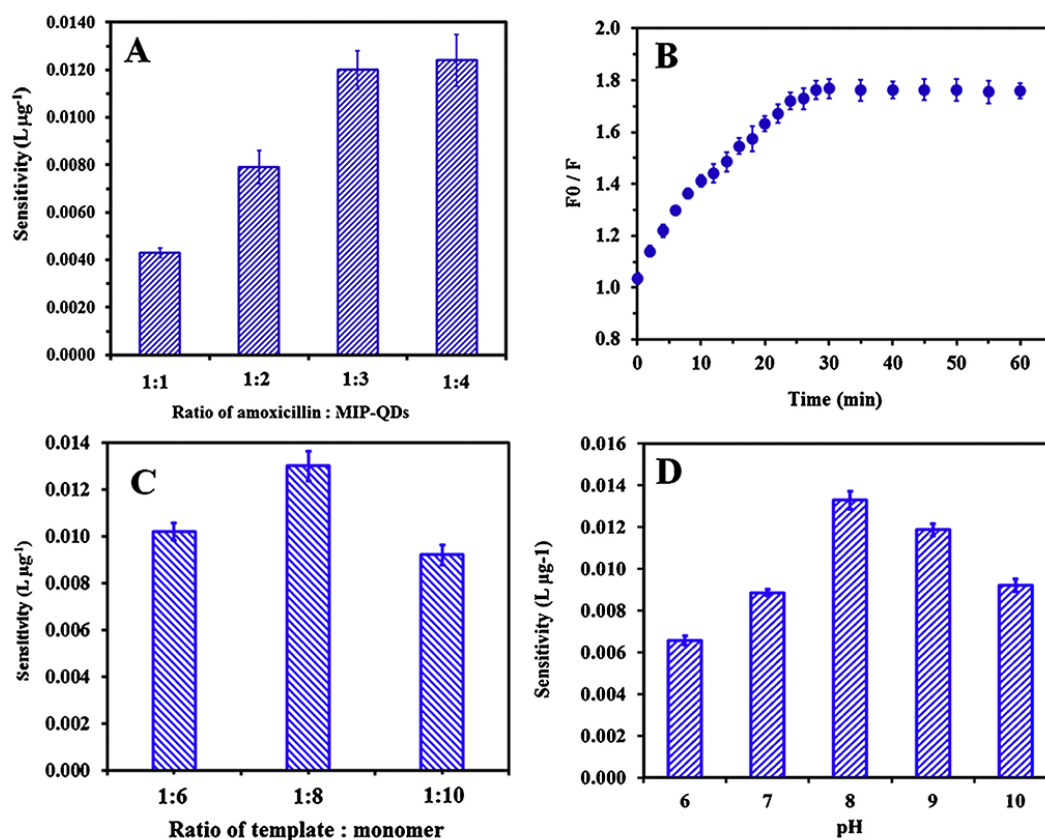 A
Sensitivity (L µg⁻¹)
0.0140
0.0120
0.0100
0.0080
0.0060
0.0040
0.0020
0.0000
1:1 1:2 1:3 1:4
Ratio of amoxicillin : MIP-QDs
B
F0 / F
2.0
1.8
1.6
1.4
1.2
1.0
0.8
0 10 20 30 40 50 60
Time (min)
C
Sensitivity (L µg⁻¹)
0.014
0.012
0.010
0.008
0.006
0.004
0.002
0.000
1:6 1:8 1:10
Ratio of template : monomer
D
Sensitivity (L µg-1)
0.016
0.014
0.012
0.010
0.008
0.006
0.004
0.002
0.000
6 7 8 9 10
pH